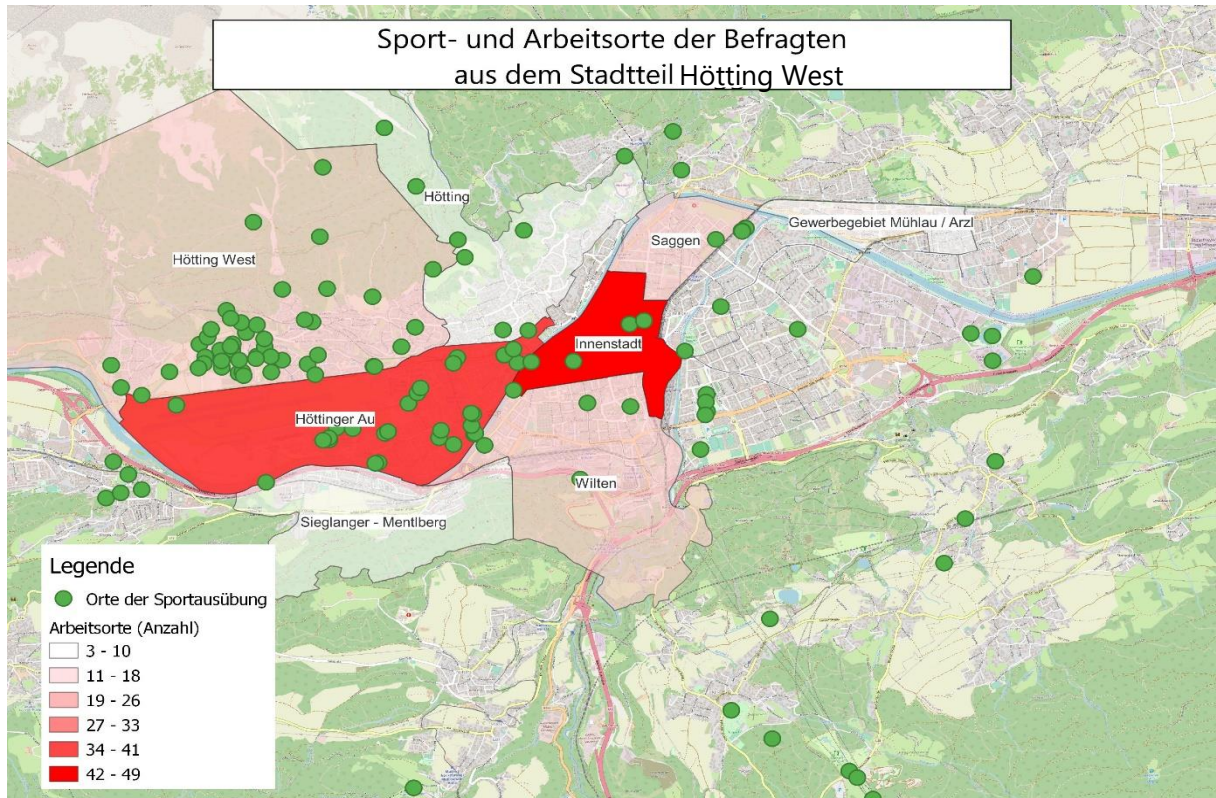 Sport- und Arbeitsorte der Befragten
aus dem Stadtteil Hötting West
Hötting
Gewerbegebiet Mühlau / Arzl
Saggen
Hötting West
Innenstadt
Höttinger Au
Wilten
Sieglanger - Mentlberg
Legende
Orte der Sportausübung
Arbeitsorte (Anzahl)
3 - 10
11 - 18
19 - 26
27 - 33
34 - 41
42 - 49